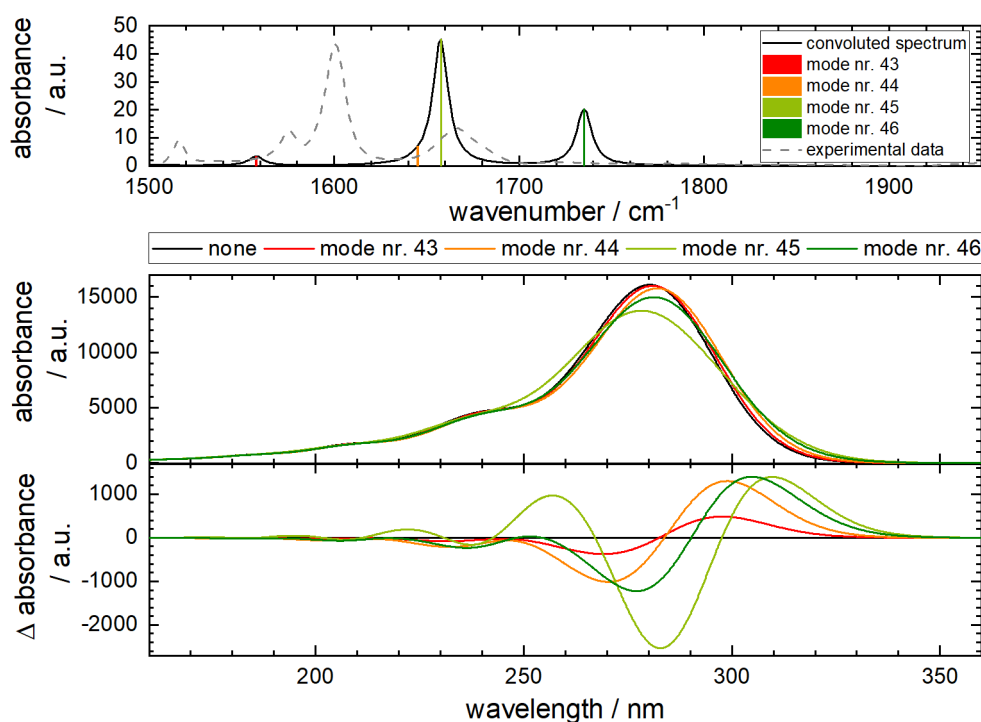 absorbance
/ a.u.
50
40
30
20
10
0
convoluted spectrum
mode nr. 43
mode nr. 44
mode nr. 45
mode nr. 46
experimental data
1500 1600 1700 1800 1900
wavenumber / cm⁻¹
none mode nr. 43 mode nr. 44 mode nr. 45 mode nr. 46
absorbance
/ a.u.
15000
10000
5000
0
Δ absorbance
/ a.u.
1000
0
-1000
-2000
200 250 300 350
wavelength / nm